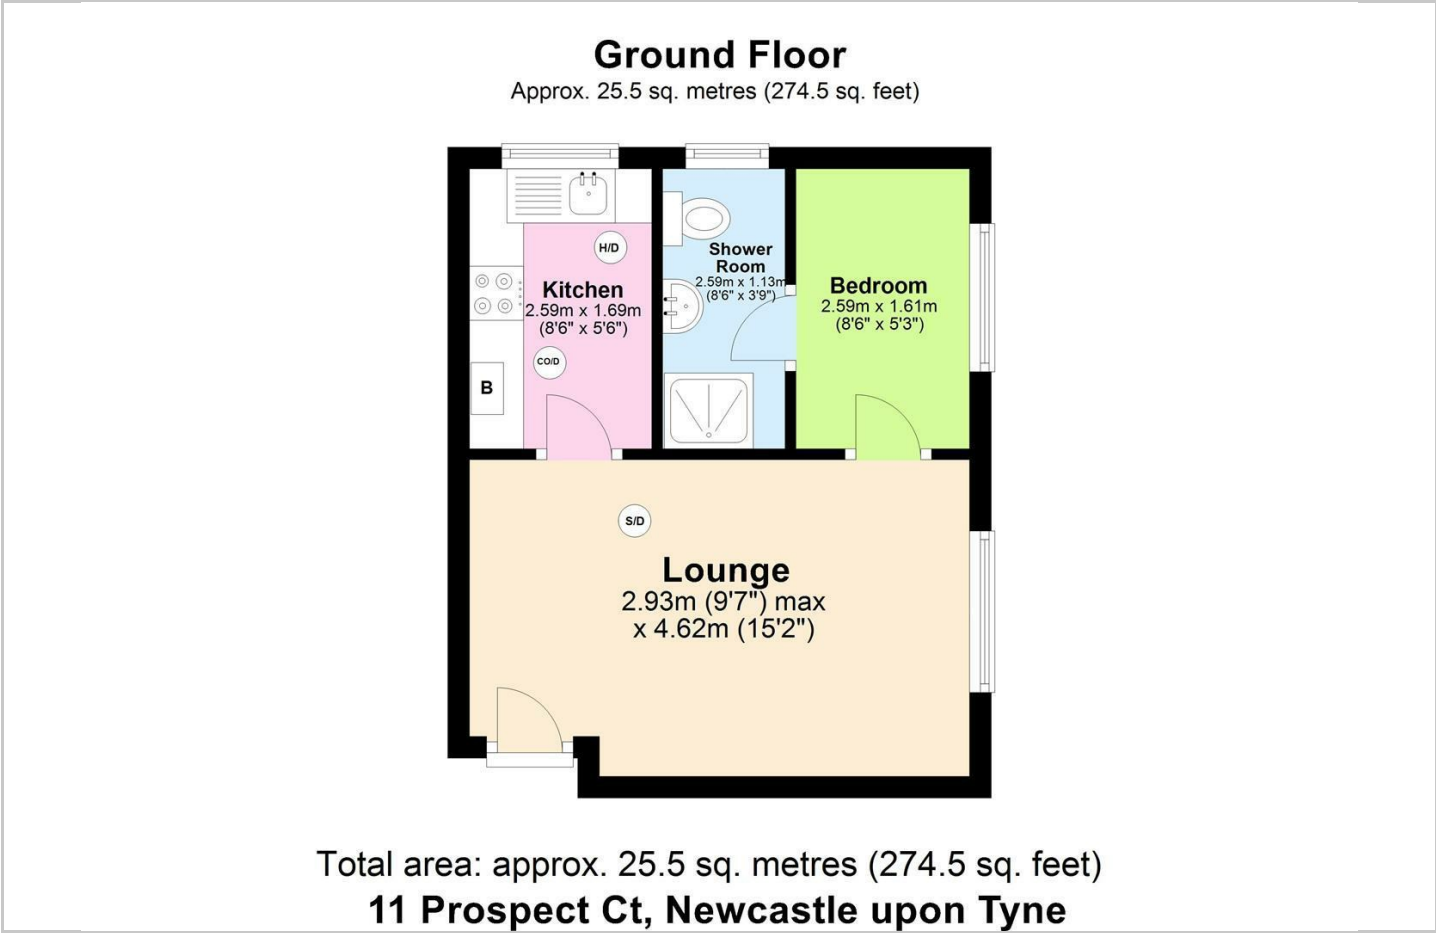 Ground Floor
Approx. 25.5 sq. metres (274.5 sq. feet)
H/D
Kitchen
2.59m x 1.69m
(8'6" x 5'6")
CO/D
B
Shower
Room
2.59m x 1.13m
(8'6" x 3'9")
Bedroom
2.59m x 1.61m
(8'6" x 5'3")
S/D
Lounge
2.93m (9'7") max
x 4.62m (15'2")
Total area: approx. 25.5 sq. metres (274.5 sq. feet)
11 Prospect Ct, Newcastle upon Tyne